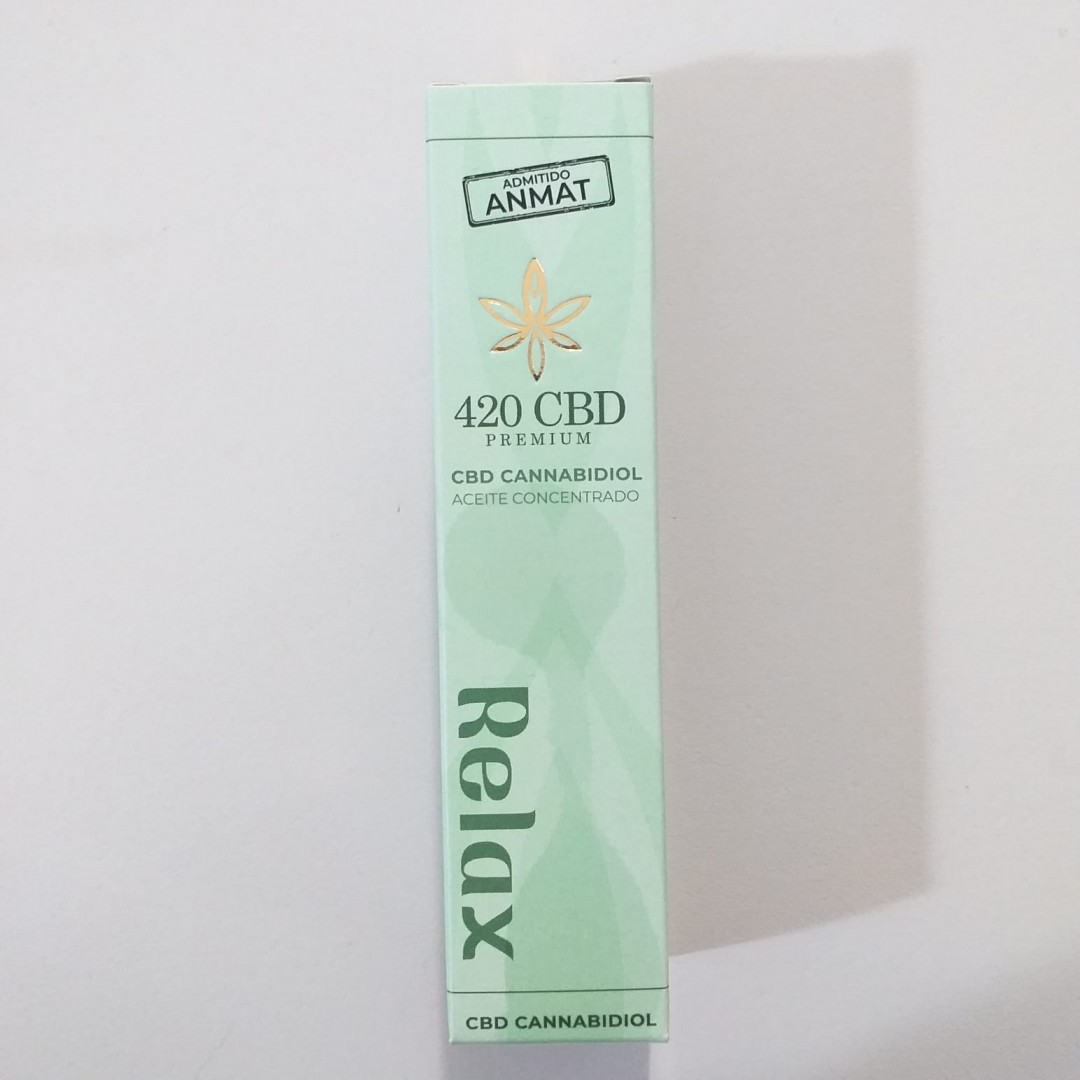 ADMITIDO
ANMAT
420 CBD
PREMIUM
CBD CANNABIDIOL
ACEITE CONCENTRADO
Relax
CBD CANNABIDIOL